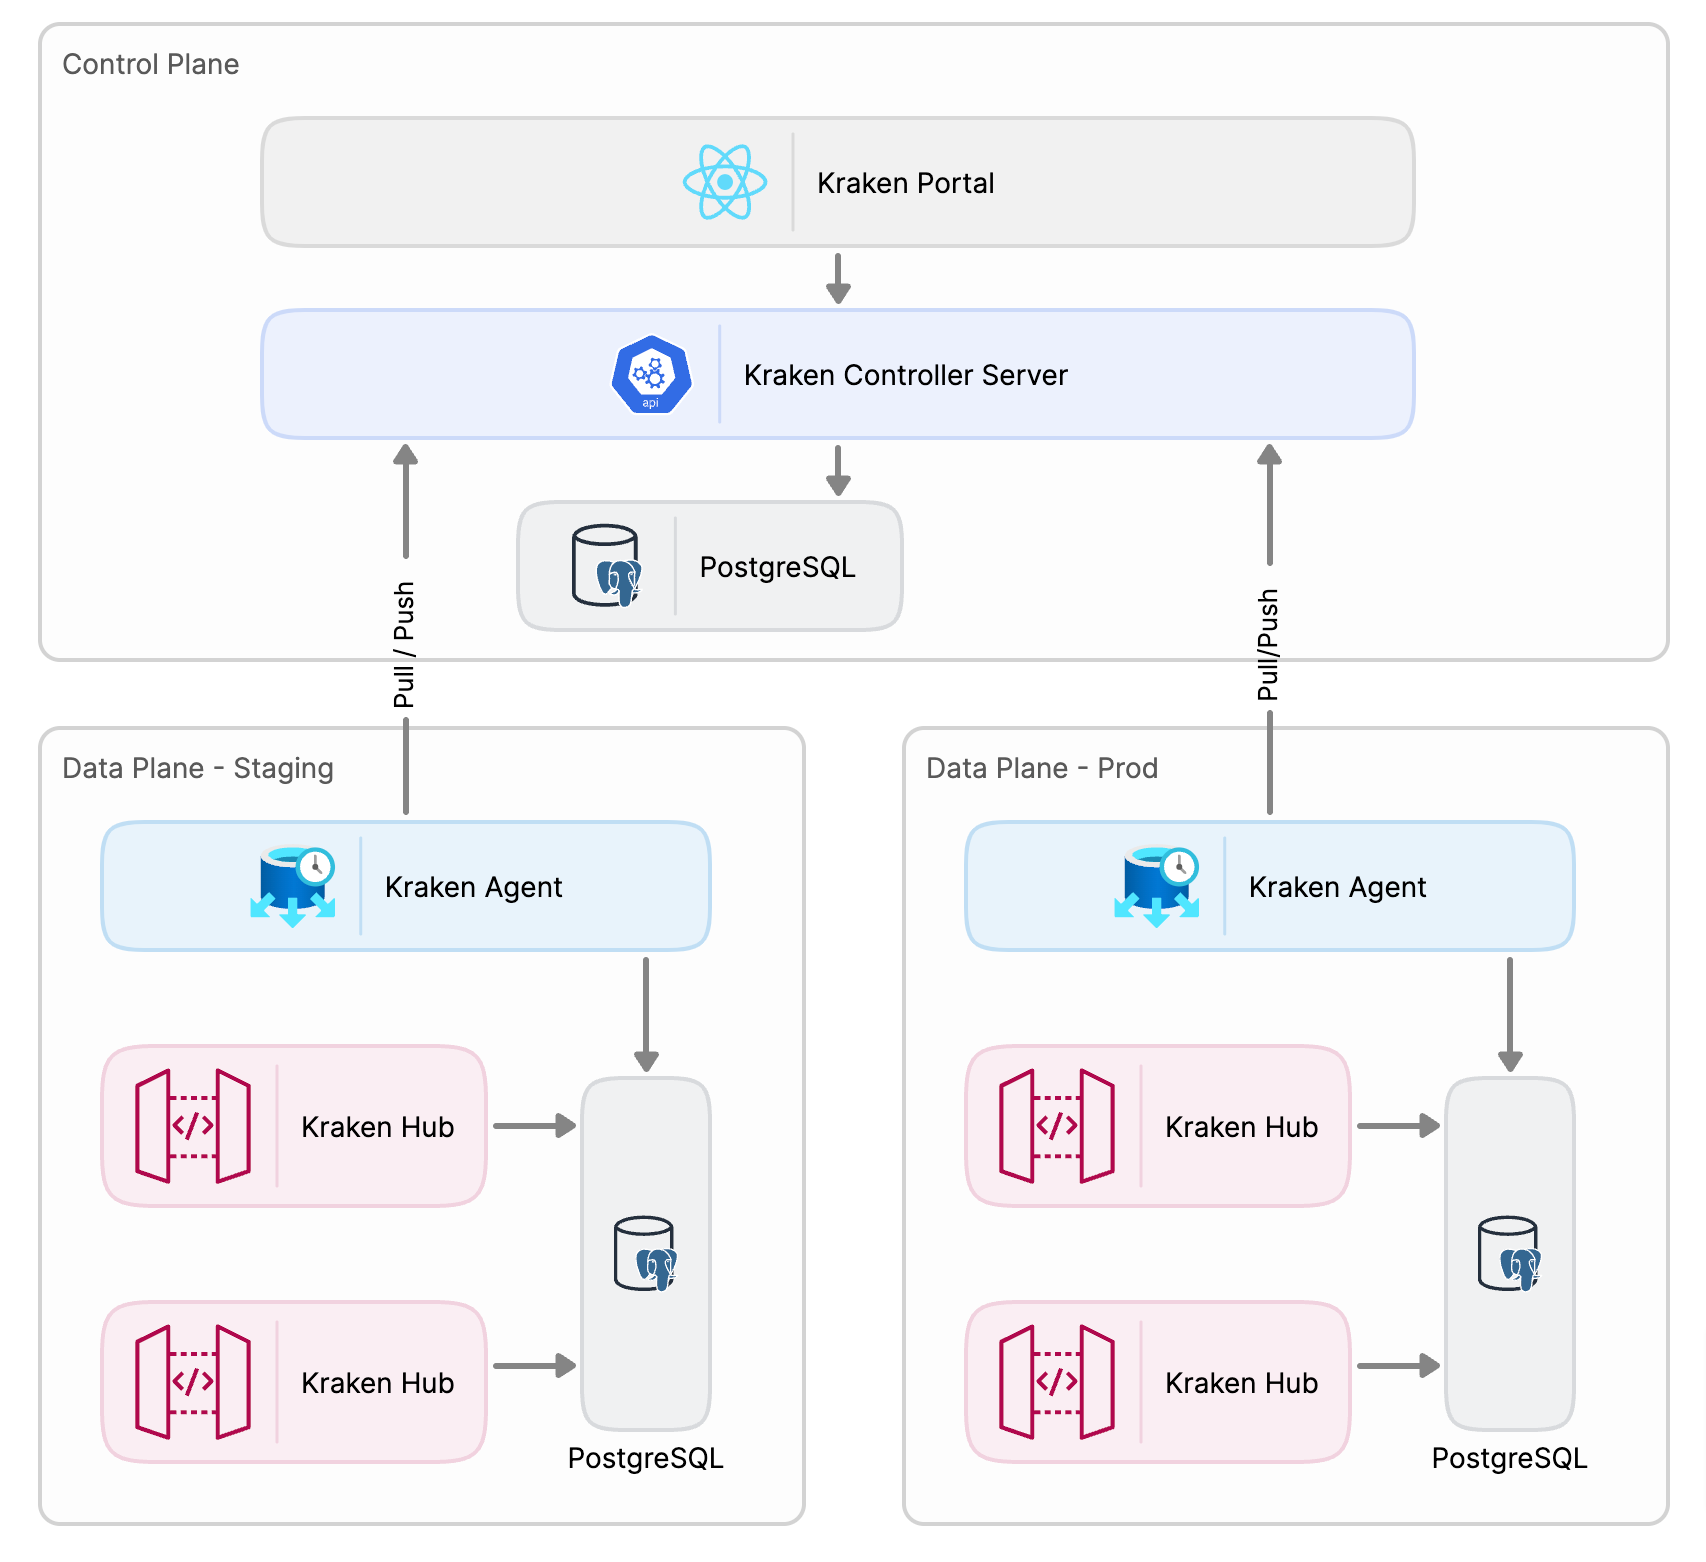 Control Plane
Kraken Portal
api
Kraken Controller Server
PostgreSQL
Pull / Push
Pull/Push
Data Plane - Staging
Kraken Agent
Kraken Hub
</>
Kraken Hub
</>
PostgreSQL
Data Plane - Prod
Kraken Agent
Kraken Hub
</>
Kraken Hub
</>
PostgreSQL